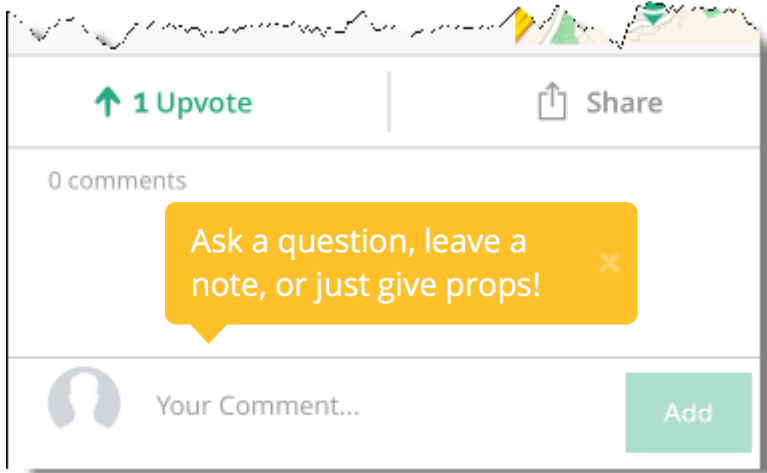 1 Upvote
Share
0 comments
Ask a question, leave a
note, or just give props!
Your Comment...
Add